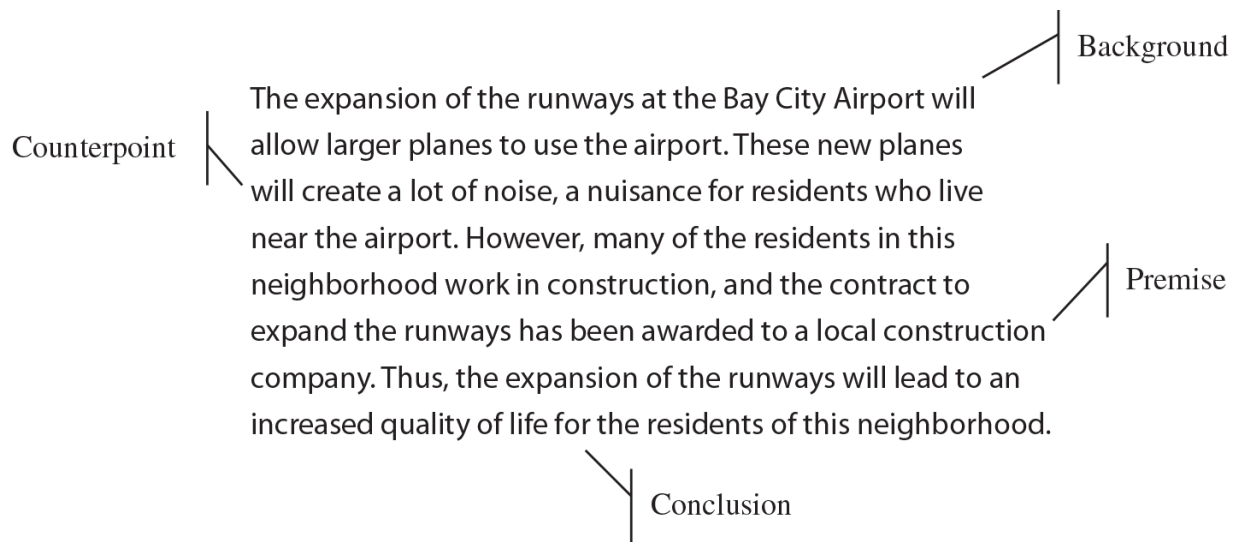 Background
The expansion of the runways at the Bay City Airport will
Counterpoint
allow larger planes to use the airport. These new planes
will create a lot of noise, a nuisance for residents who live
near the airport. However, many of the residents in this
neighborhood work in construction, and the contract to
Premise
expand the runways has been awarded to a local construction
company. Thus, the expansion of the runways will lead to an
increased quality of life for the residents of this neighborhood.
Conclusion